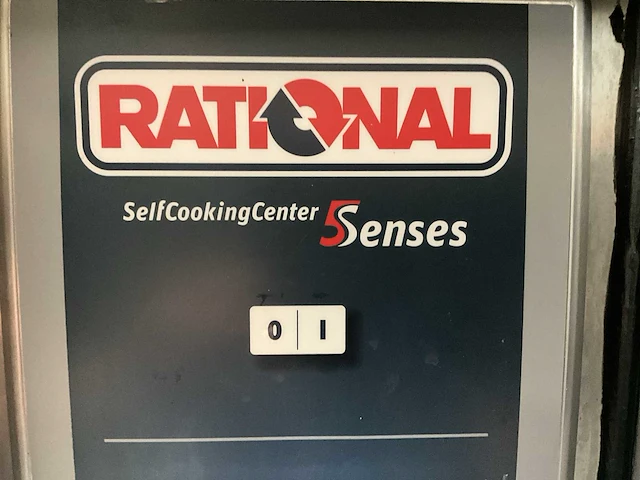 RATIONAL
SelfCookingCenter 5Senses
0 | I